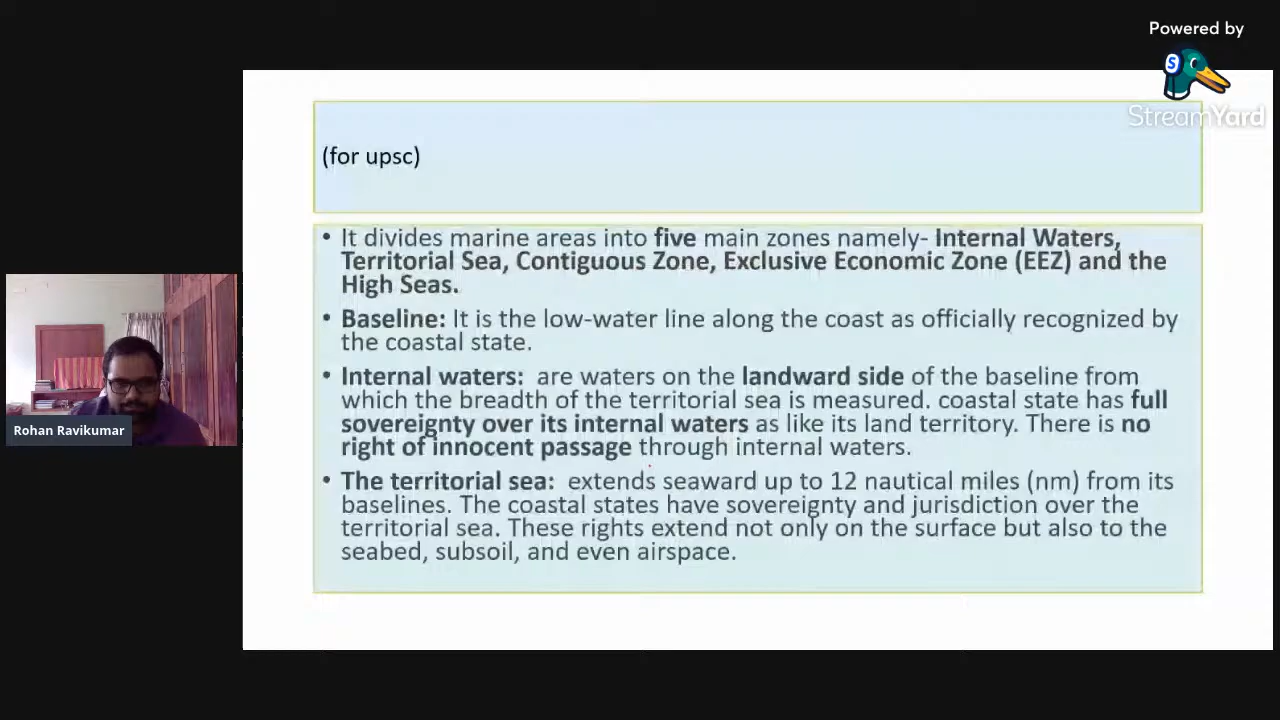 Powered by
StreamYard
(for upsc)
• It divides marine areas into five main zones namely- Internal Waters,
Territorial Sea, Contiguous Zone, Exclusive Economic Zone (EEZ) and the
High Seas.
• Baseline: It is the low-water line along the coast as officially recognized by
the coastal state.
• Internal waters:  are waters on the landward side of the baseline from
which the breadth of the territorial sea is measured. coastal state has full
sovereignty over its internal waters as like its land territory. There is no
right of innocent passage through internal waters.
• The territorial sea:  extends seaward up to 12 nautical miles (nm) from its
baselines. The coastal states have sovereignty and jurisdiction over the
territorial sea. These rights extend not only on the surface but also to the
seabed, subsoil, and even airspace.
Rohan Ravikumar